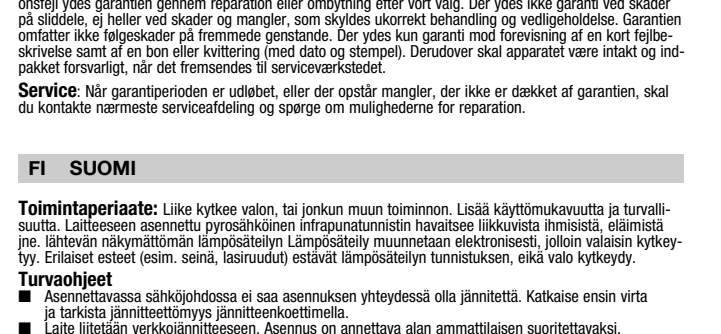 onsfejl ydes garantien gennem reparation eller ombytning efter vort valg. Der ydes ikke garanti ved skader
på sliddele, ej heller ved skader og mangler, som skyldes ukorrekt behandling og vedligeholdelse. Garantien
omfatter ikke følgeskader på fremmede genstande. Der ydes kun garanti mod forevisning af en kort fejlbe-
skrivelse samt af en bon eller kvittering (med dato og stempel). Derudover skal apparatet være intakt og ind-
pakket forsvarligt, når det fremsendes til serviceværkstedet.
Service: Når garantiperioden er udløbet, eller der opstår mangler, der ikke er dækket af garantien, skal
du kontakte nærmeste serviceafdeling og spørge om mulighederne for reparation.
FI SUOMI
Toimintaperiaate: Liike kytkee valon, tai jonkun muun toiminnon. Lisää käyttömukavuutta ja turvalli-
suutta. Laitteeseen asennettu pyrosähköinen infrapunatunnistin havaitsee liikkuvista ihmisistä, eläimistä
jne. lähtevän näkymättömän lämpösäteilyn Lämpösäteily muunnetaan elektronisesti, jolloin valaisin kytkey-
tyy. Erilaiset esteet (esim. seinä, lasiruudut) estävät lämpösäteilyn tunnistuksen, eikä valo kytkeydy.
Turvaohjeet
■ Asennettavassa sähköjohdossa ei saa asennuksen yhteydessä olla jännitettä. Katkaise ensin virta
ja tarkista jännitteettömyys jännitteenkoettimella.
■ Laite liitetään verkkojännitteeseen. Asennus on annettava alan ammattilaisen suoritettavaksi.